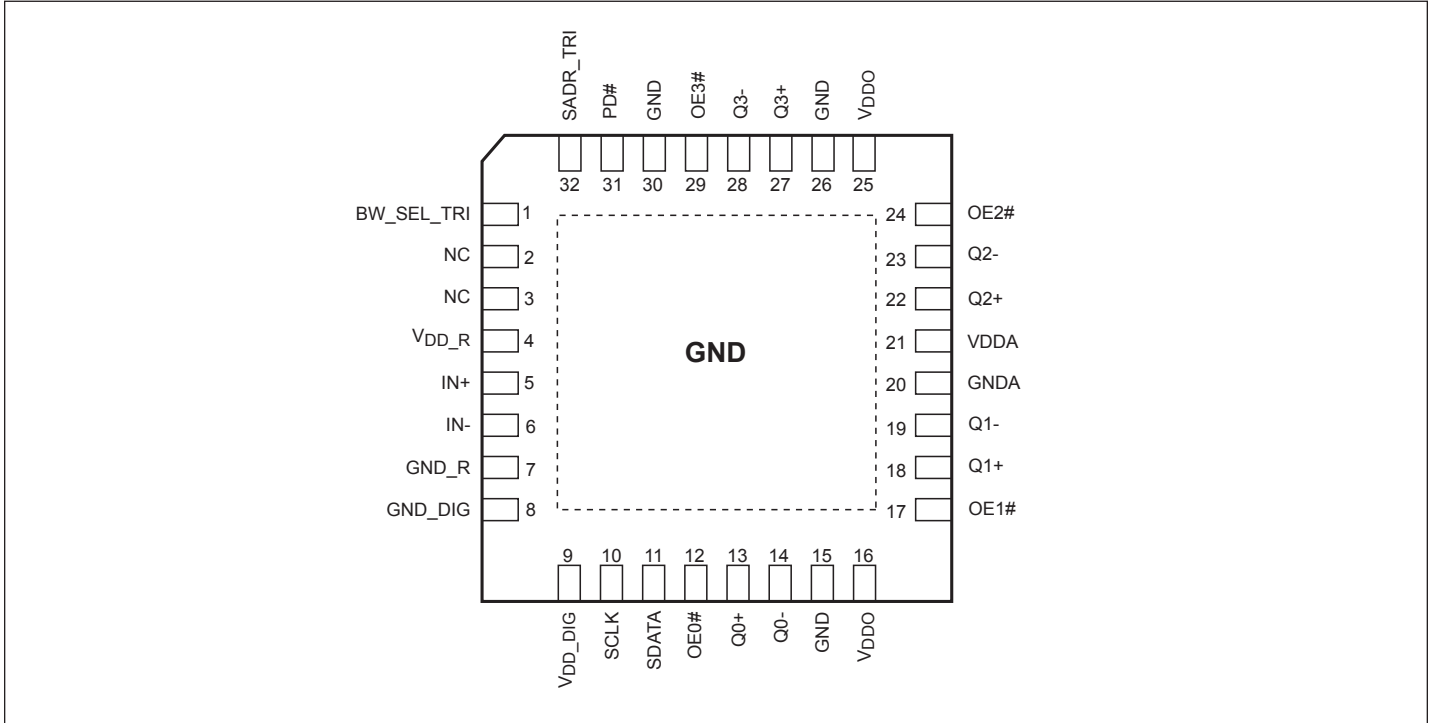 SADR_TRI
PD#
GND
OE3#
Q3-
Q3+
GND
VDDO
32 31 30 29 28 27 26 25
BW_SEL_TRI 1
NC 2
NC 3
VDD_R 4
IN+ 5
IN- 6
GND_R 7
GND_DIG 8
GND
24 OE2#
23 Q2-
22 Q2+
21 VDDA
20 GNDA
19 Q1-
18 Q1+
17 OE1#
9 10 11 12 13 14 15 16
VDD_DIG
SCLK
SDATA
OE0#
Q0+
Q0-
GND
VDDO